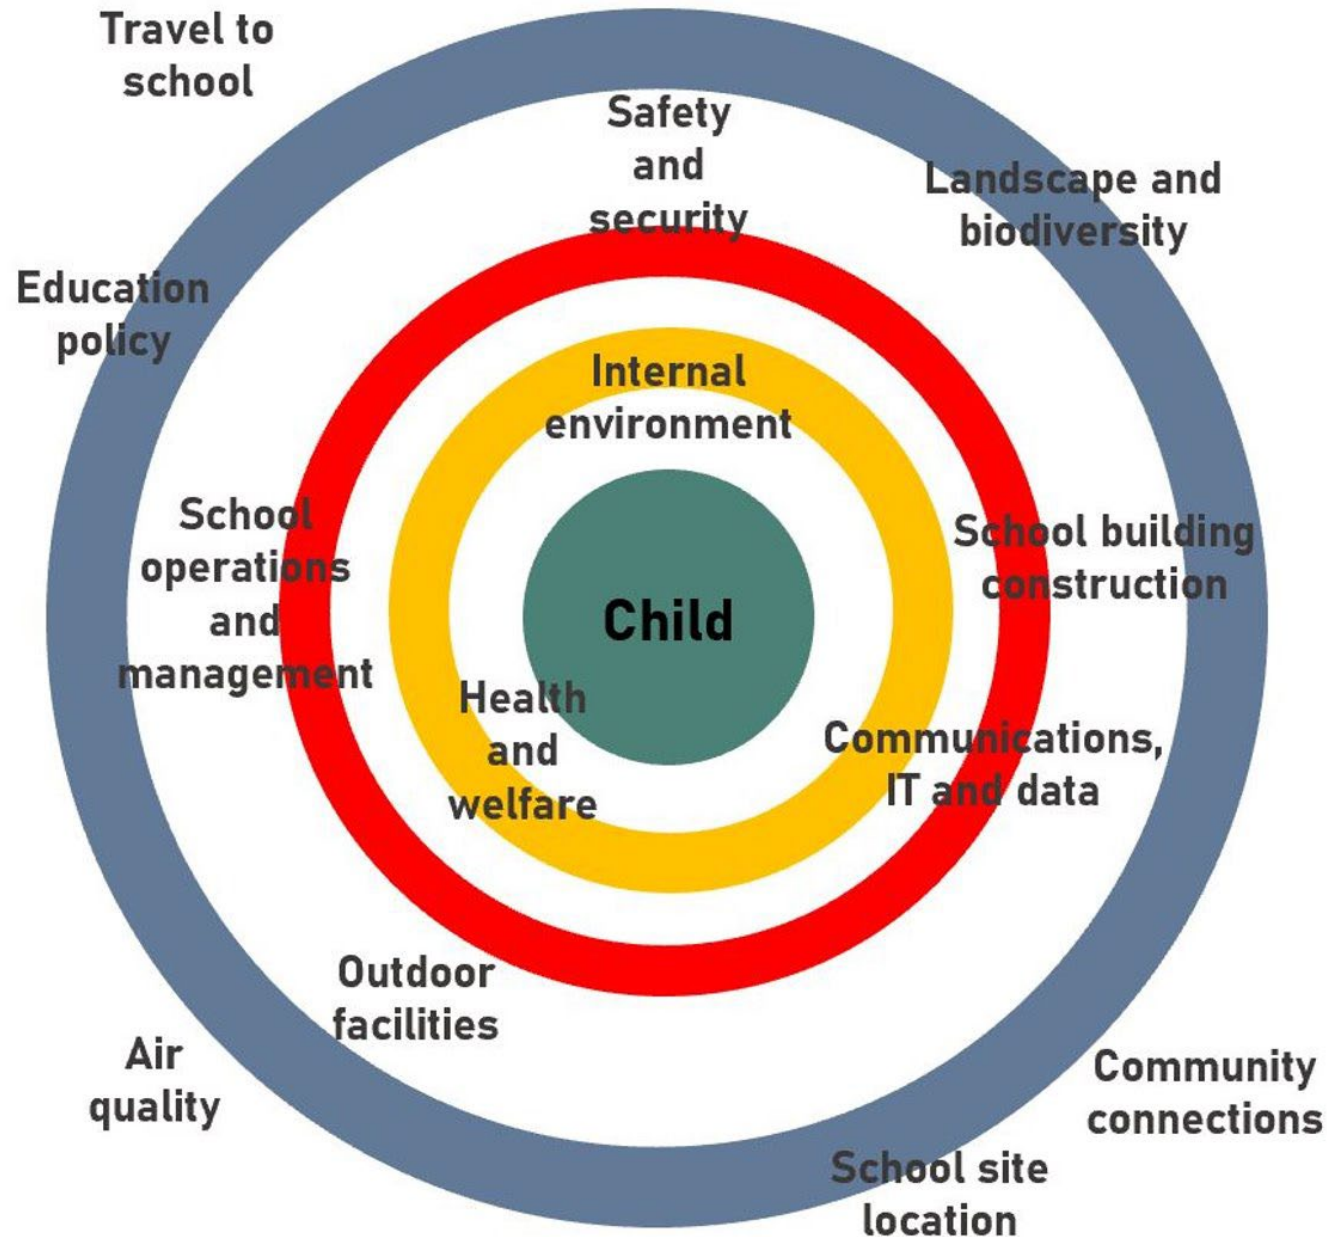 Travel to
school
Safety
and
security
Landscape and
biodiversity
Education
policy
Internal
environment
School
operations
and
management
School building
construction
Child
Health
and
welfare
Communications,
IT and data
Outdoor
facilities
Air
quality
Community
connections
School site
location